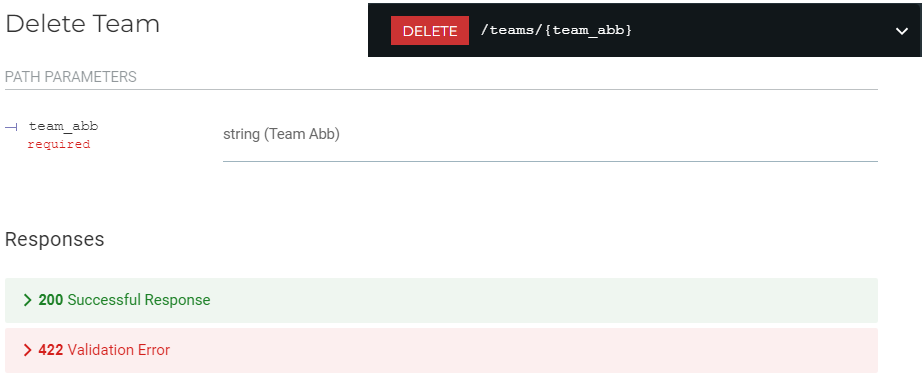 Delete Team
DELETE /teams/{team_abb}
PATH PARAMETERS
team_abb
required
string (Team Abb)
Responses
200 Successful Response
422 Validation Error